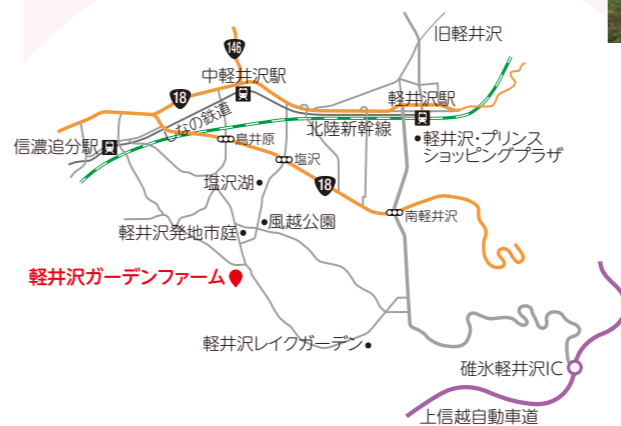 旧軽井沢
146
中軽井沢駅
18
軽井沢駅
しなの鉄道
北陸新幹線
鳥井原
軽井沢・プリンス
ショッピングプラザ
信濃追分駅
塩沢
塩沢湖
18
風越公園
南軽井沢
軽井沢発地市庭
軽井沢ガーデンファーム
軽井沢レイクガーデン
碓氷軽井沢IC
上信越自動車道